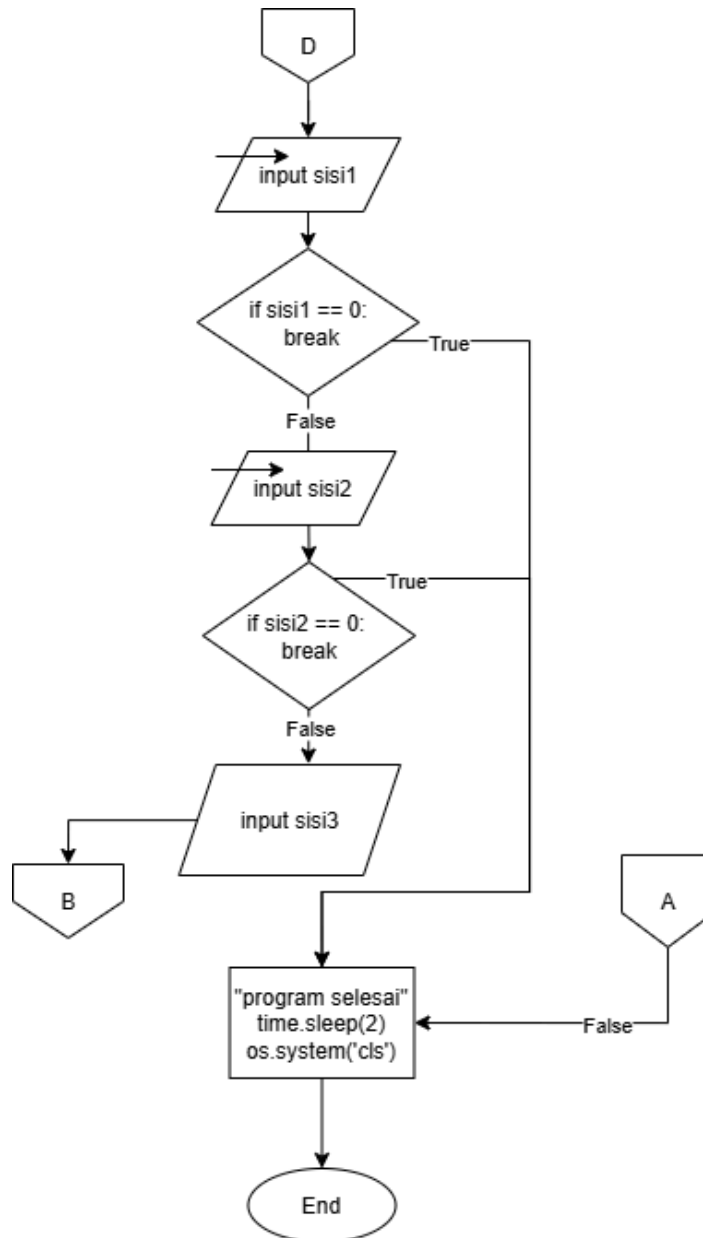 D
input sisi1
if sisi1 == 0:
break
True
False
input sisi2
True
if sisi2 == 0:
break
False
input sisi3
B
A
"program selesai"
time.sleep(2)
os.system('cls')
False
End